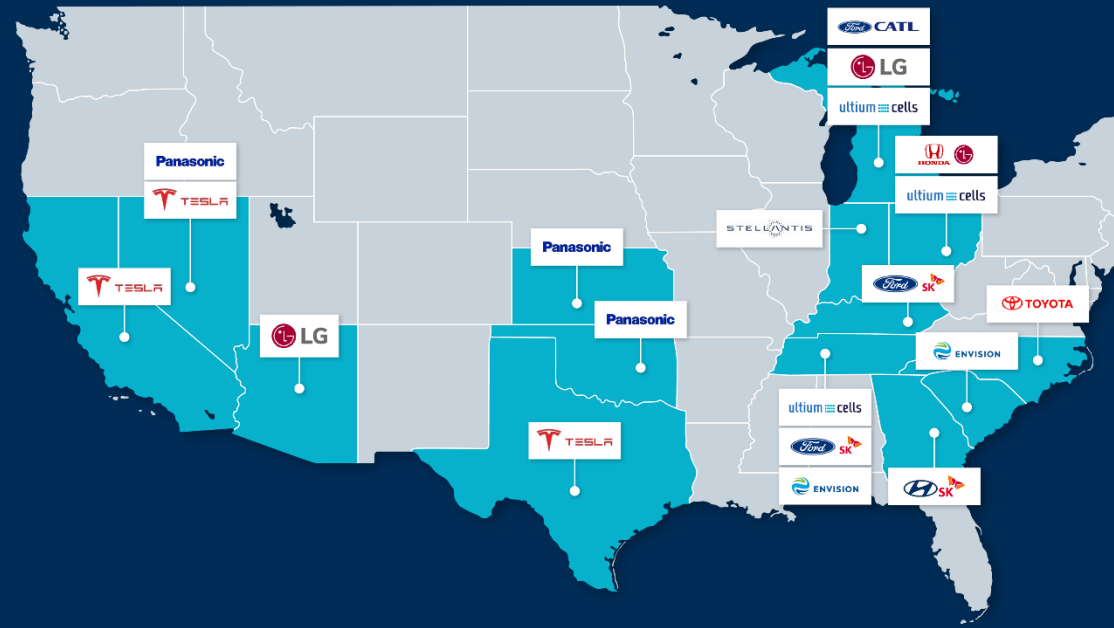 Ford CATL
LG
ultium cells
HONDA LG
ultium cells
Panasonic
TESLA
STELLANTIS
Panasonic
TESLA
Ford SK
TOYOTA
Panasonic
LG
ENVISION
ultium cells
Ford SK
ENVISION
TESLA
SK